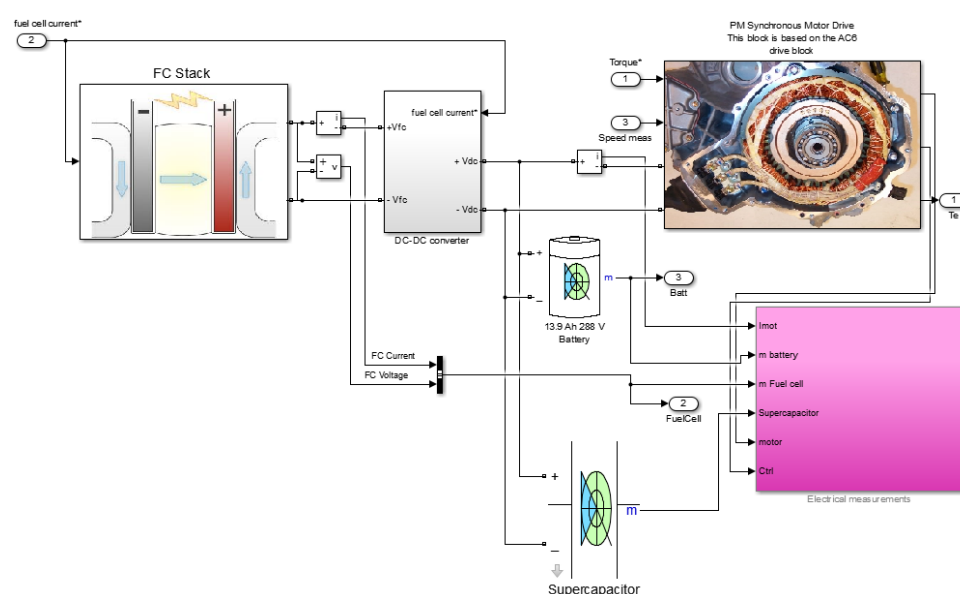 fuel cell current*
2
FC Stack
PM Synchronous Motor Drive
This block is based on the AC6
drive block
Torque*
1
3
Speed meas
- +
+ i -
+ - v
fuel cell current*
+Vfc
- Vfc
+ Vdc
- Vdc
DC-DC converter
+ i -
1
Te
+
m
3
Batt
–
13.9 Ah 288 V
Battery
Imot
m battery
m Fuel cell
Supercapacitor
motor
Ctrl
Electrical measurements
FC Current
FC Voltage
2
FuelCell
+
m
–
Supercapacitor